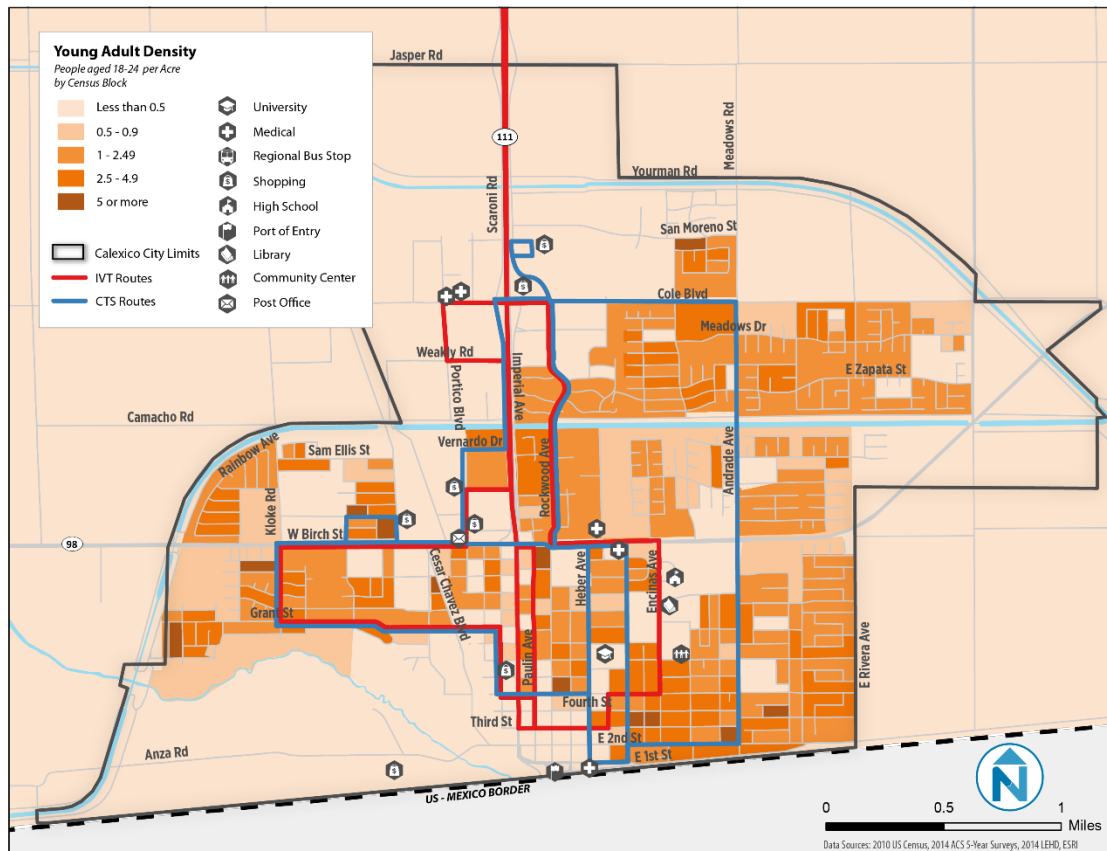 Young Adult Density
People aged 18-24 per Acre
by Census Block
Less than 0.5
0.5 - 0.9
1 - 2.49
2.5 - 4.9
5 or more
Calexico City Limits
IVT Routes
CTS Routes
University
Medical
Regional Bus Stop
Shopping
High School
Port of Entry
Library
Community Center
Post Office
Jasper Rd
111
Scaroni Rd
Meadows Rd
Yourman Rd
San Moreno St
Cole Blvd
Meadows Dr
Weakly Rd
Imperial Ave
Portico Blvd
E Zapata St
Camacho Rd
Rainbow Ave
Sam Ellis St
Vernardo Dr
Rockwood Ave
Andrade Ave
Kloke Rd
W Birch St
98
Cesar Chavez Blvd
Heber Ave
Encinas Ave
Grant St
Paulin Ave
E Rivera Ave
Fourth St
Third St
E 2nd St
E 1st St
Anza Rd
US - MEXICO BORDER
N
0 0.5 1
Miles
Data Sources: 2010 US Census, 2014 ACS 5-Year Surveys, 2014 LEHD, ESRI